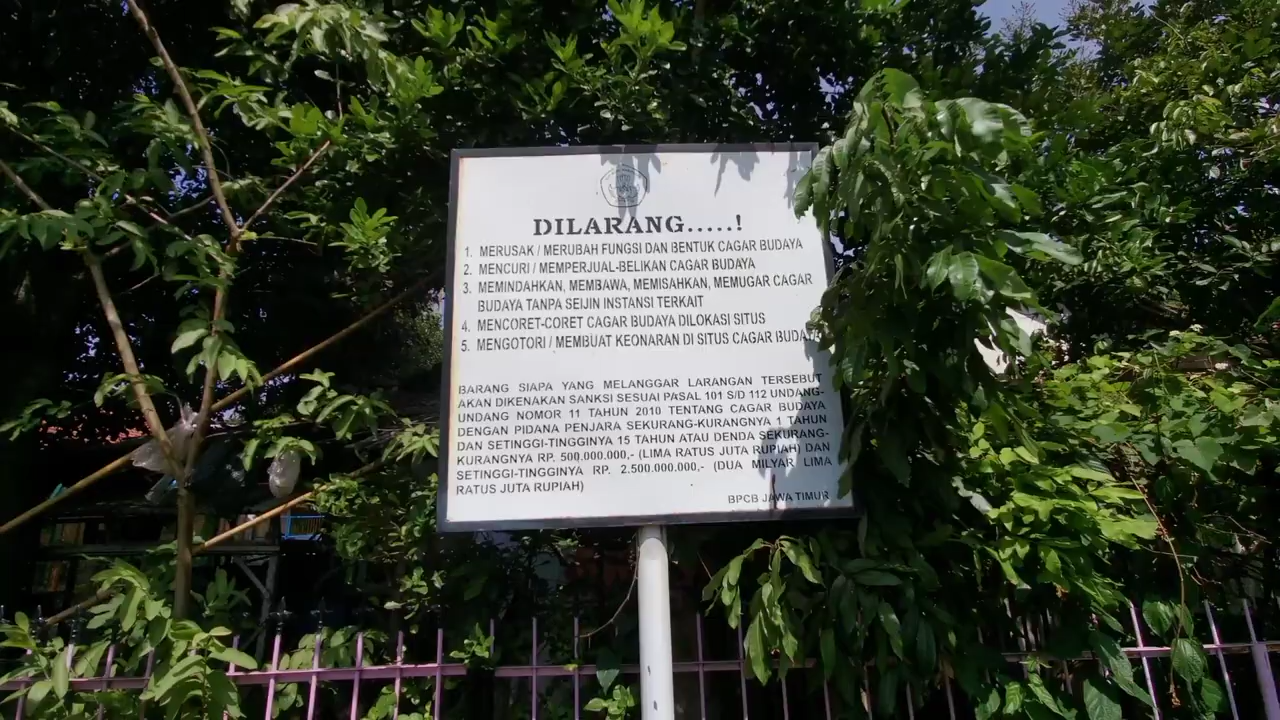 DILARANG.....!
1. MERUSAK / MERUBAH FUNGSI DAN BENTUK CAGAR BUDAYA
2. MENCURI / MEMPERJUAL-BELIKAN CAGAR BUDAYA
3. MEMINDAHKAN, MEMBAWA, MEMISAHKAN, MEMUGAR CAGAR
BUDAYA TANPA SEIJIN INSTANSI TERKAIT
4. MENCORET-CORET CAGAR BUDAYA DILOKASI SITUS
5. MENGOTORI / MEMBUAT KEONARAN DI SITUS CAGAR BUDAYA
BARANG SIAPA YANG MELANGGAR LARANGAN TERSEBUT
AKAN DIKENAKAN SANKSI SESUAI PASAL 101 S/D 112 UNDANG-
UNDANG NOMOR 11 TAHUN 2010 TENTANG CAGAR BUDAYA
DENGAN PIDANA PENJARA SEKURANG-KURANGNYA 1 TAHUN
DAN SETINGGI-TINGGINYA 15 TAHUN ATAU DENDA SEKURANG-
KURANGNYA RP. 500.000.000,- (LIMA RATUS JUTA RUPIAH) DAN
SETINGGI-TINGGINYA RP. 2.500.000.000,- (DUA MILYAR LIMA
RATUS JUTA RUPIAH)
BPCB JAWA TIMUR